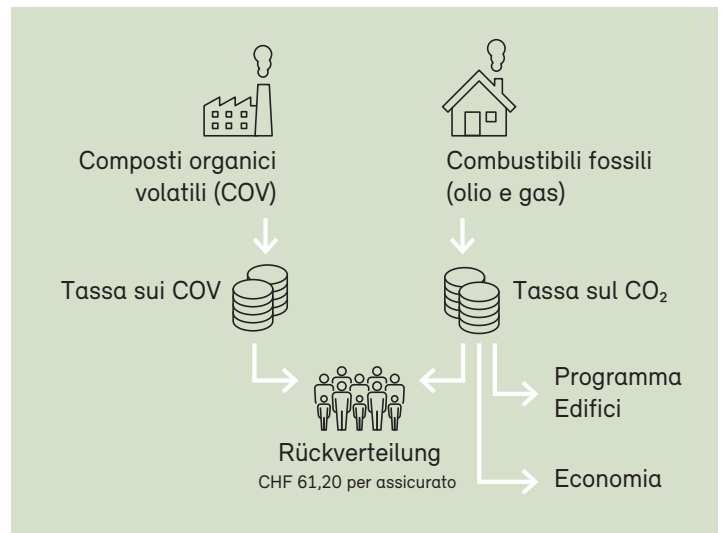 Composti organici
volatili (COV)
Combustibili fossili
(olio e gas)
Tassa sui COV
Tassa sul CO₂
Rückverteilung
CHF 61,20 per assicurato
Programma
Edifici
Economia